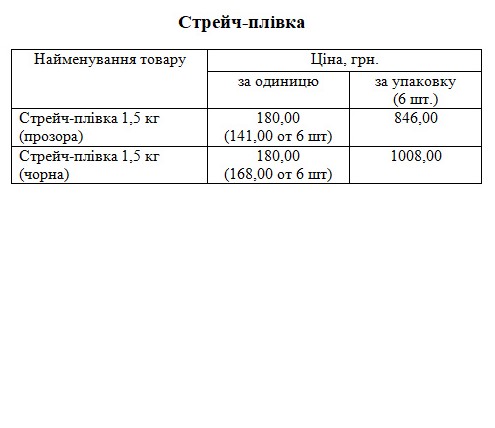 Стрейч-плівка
Найменування товару
Ціна, грн.
за одиницю
за упаковку
(6 шт.)
Стрейч-плівка 1,5 кг
(прозора)
180,00
(141,00 от 6 шт)
846,00
Стрейч-плівка 1,5 кг
(чорна)
180,00
(168,00 от 6 шт)
1008,00